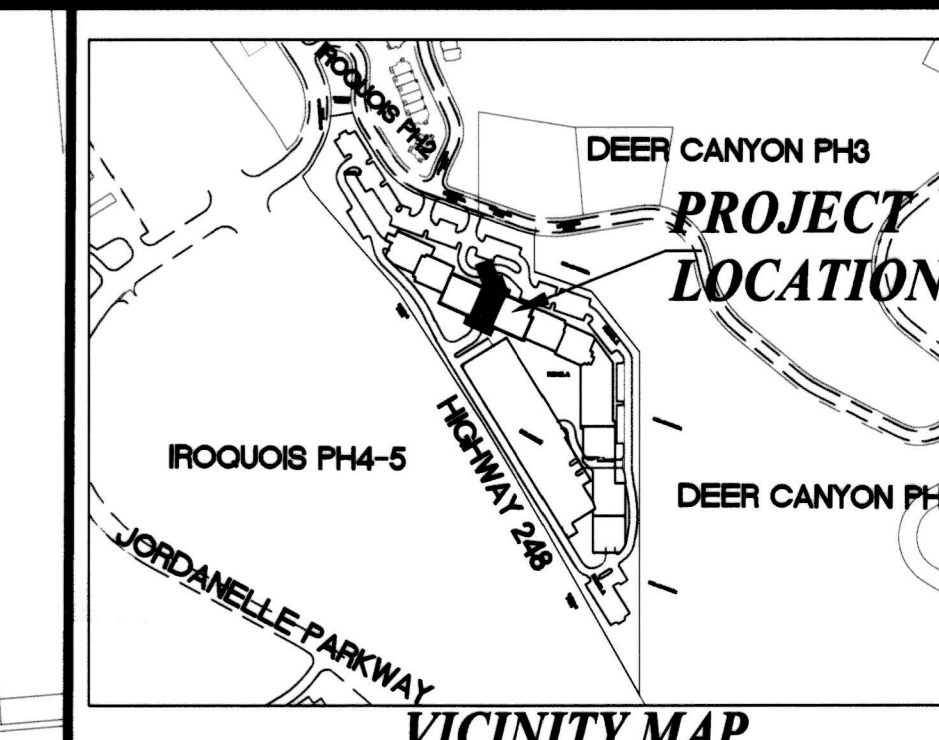 IROQUOIS PH2
DEER CANYON PH3
PROJECT
LOCATION
HIGHWAY 248
IROQUOIS PH4-5
DEER CANYON PH
JORDANELLE PARKWAY
VICINITY MAP